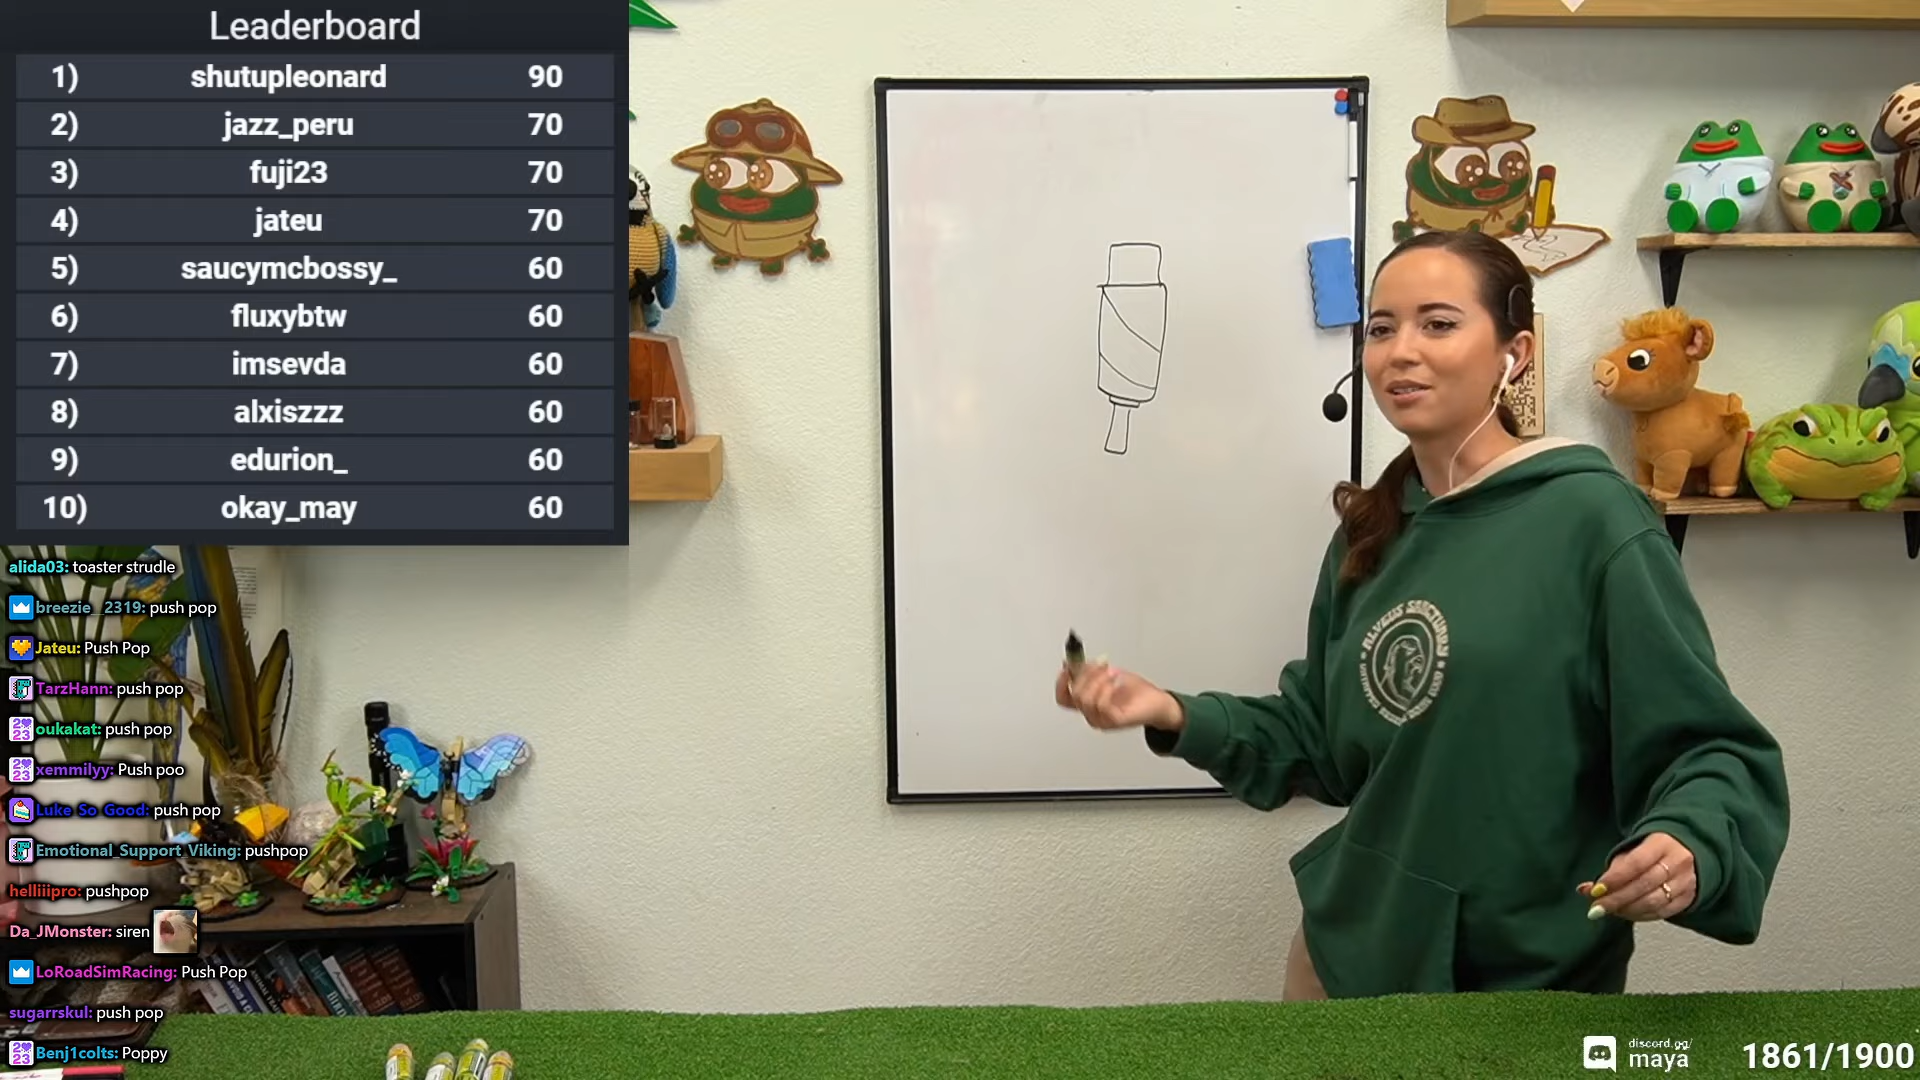 Leaderboard
1) shutupleonard 90
2) jazz_peru 70
3) fuji23 70
4) jateu 70
5) saucymcbossy_ 60
6) fluxybtw 60
7) imsevda 60
8) alxiszzz 60
9) edurion_ 60
10) okay_may 60
alida03: toaster strudle
breezie_2319: push pop
Jateu: Push Pop
TarzHann: push pop
oukakat: push pop
xemmilyy: Push poo
Luke_So_Good: push pop
Emotional_Support_Viking: pushpop
helliiipro: pushpop
Da_JMonster: siren
LoRoadSimRacing: Push Pop
sugarrskul: push pop
Benj1colts: Poppy
ALVEUS SANCTUARY
discord.gg/
maya
1861/1900